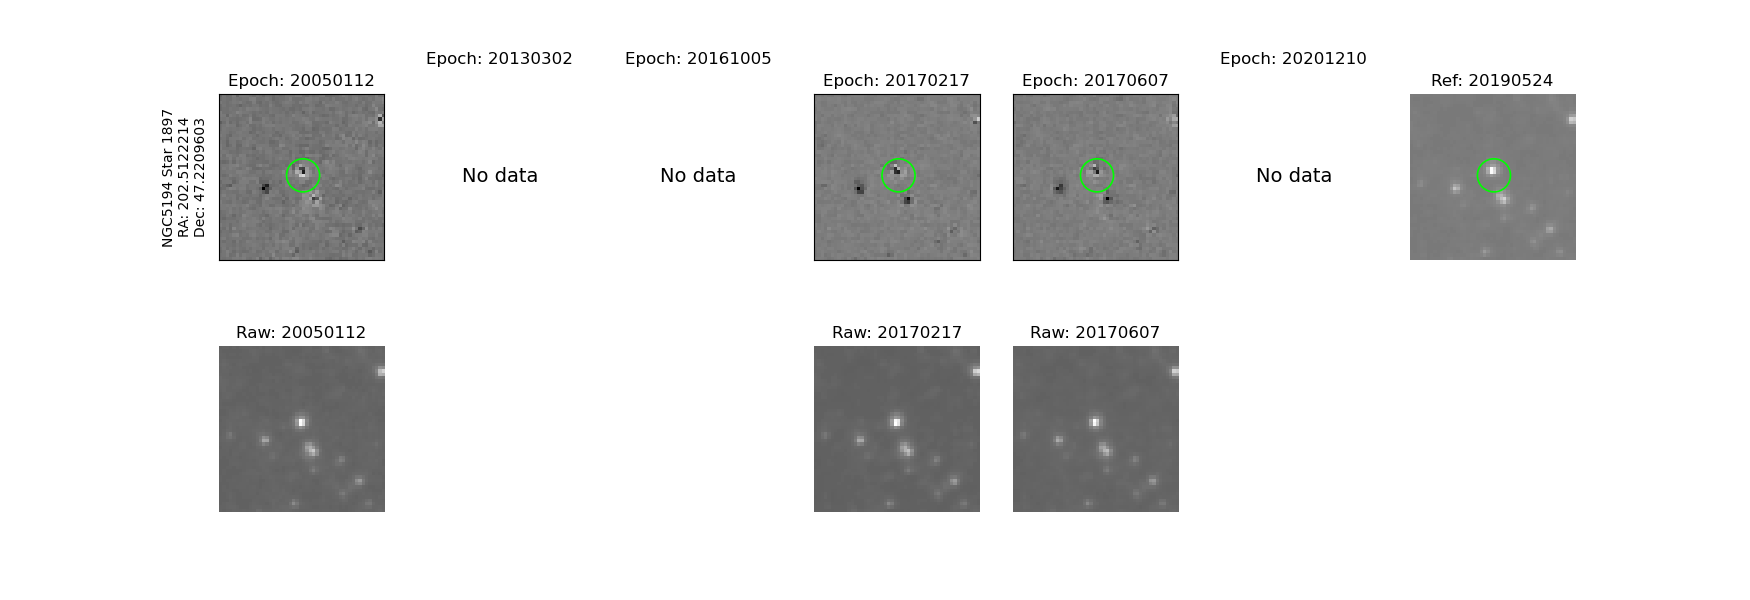 Epoch: 20130302
Epoch: 20161005
Epoch: 20201210
Epoch: 20050112
Epoch: 20170217
Epoch: 20170607
Ref: 20190524
NGC5194 Star 1897
RA: 202.5122214
Dec: 47.2209603
No data
No data
No data
Raw: 20050112
Raw: 20170217
Raw: 20170607